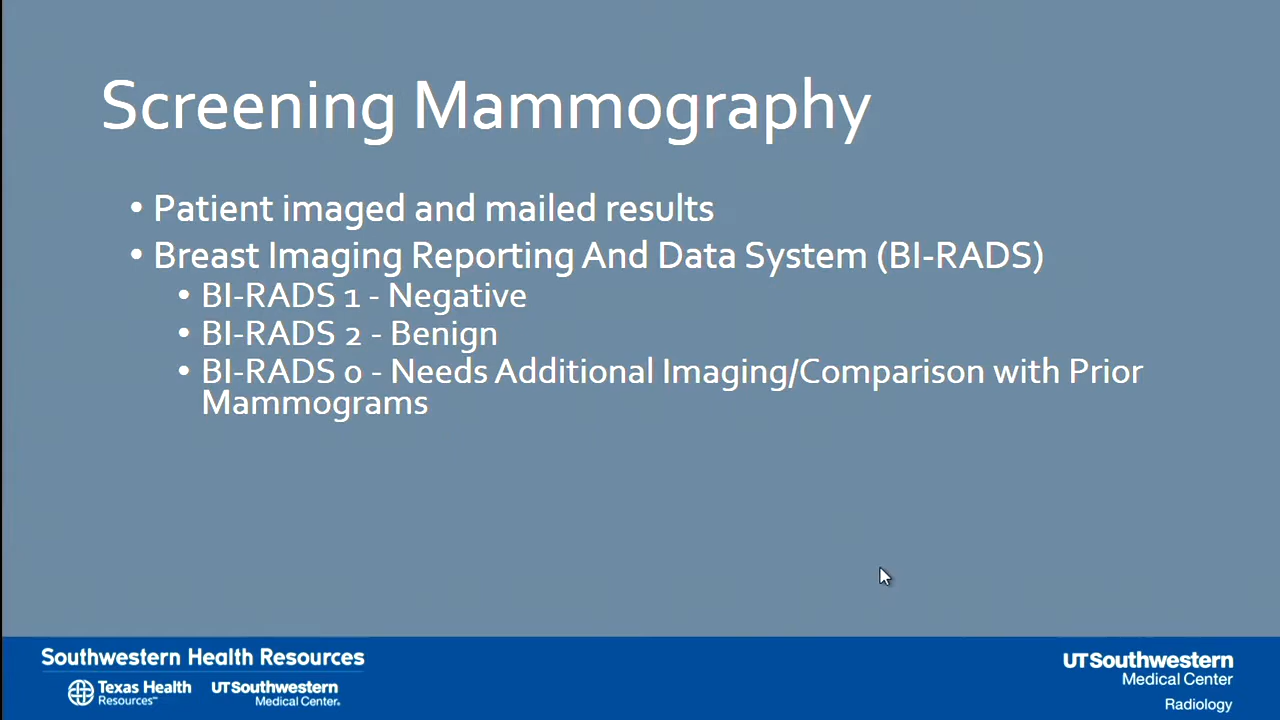 Screening Mammography
• Patient imaged and mailed results
• Breast Imaging Reporting And Data System (BI-RADS)
• BI-RADS 1 - Negative
• BI-RADS 2 - Benign
• BI-RADS 0 - Needs Additional Imaging/Comparison with Prior
Mammograms
Southwestern Health Resources
Texas Health
Resources℠
UTSouthwestern
Medical Center.
UTSouthwestern
Medical Center
Radiology